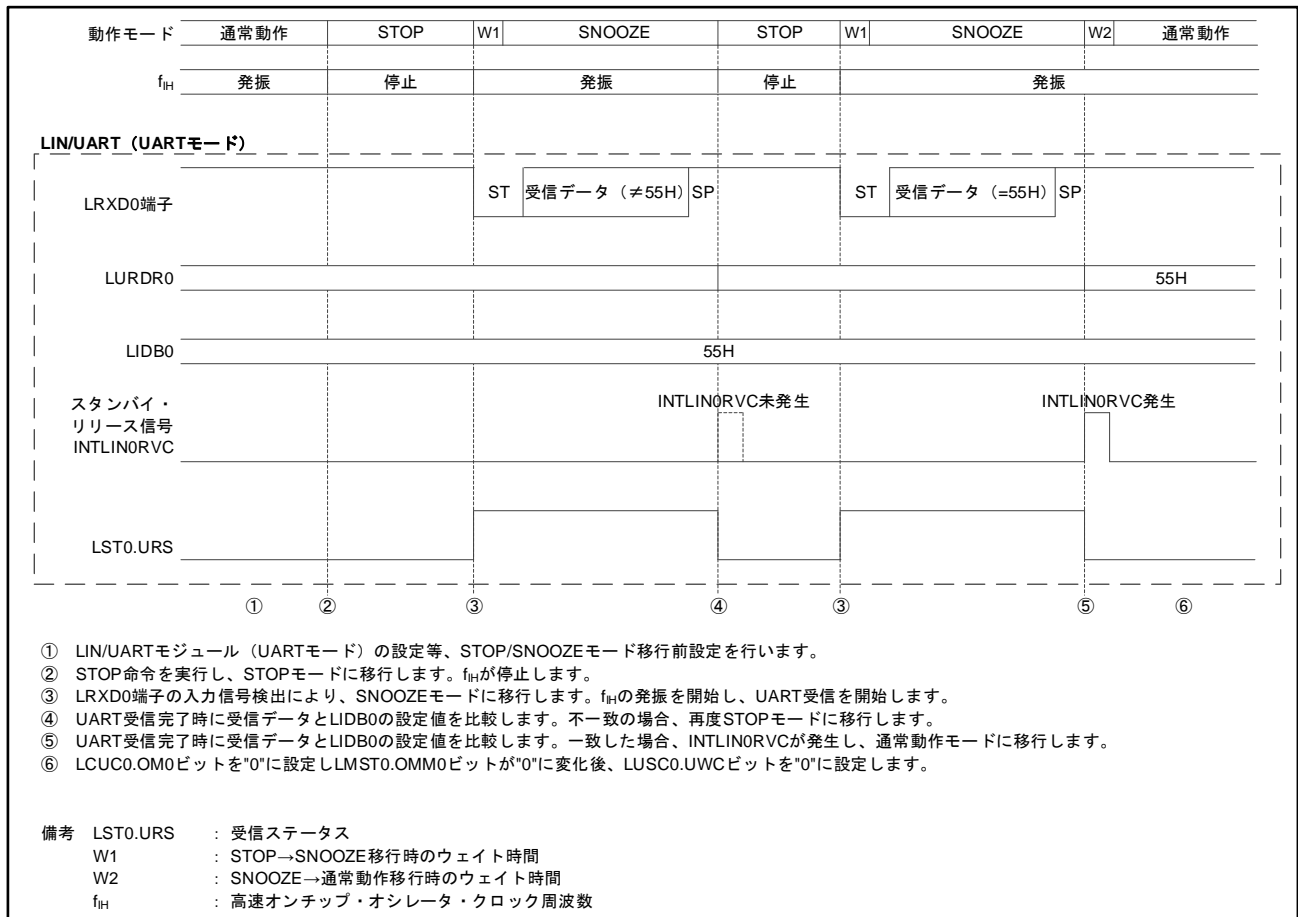 動作モード 通常動作 STOP W1 SNOOZE STOP W1 SNOOZE W2 通常動作
fIH 発振 停止 発振 停止 発振
LIN/UART（UARTモード）
LRXD0端子 ST 受信データ（≠55H） SP ST 受信データ（=55H） SP
LURDR0 55H
LIDB0 55H
スタンバイ・
リリース信号
INTLIN0RVC
INTLIN0RVC未発生 INTLIN0RVC発生
LST0.URS
① ② ③ ④ ③ ⑤ ⑥
① LIN/UARTモジュール（UARTモード）の設定等、STOP/SNOOZEモード移行前設定を行います。
② STOP命令を実行し、STOPモードに移行します。fIHが停止します。
③ LRXD0端子の入力信号検出により、SNOOZEモードに移行します。fIHの発振を開始し、UART受信を開始します。
④ UART受信完了時に受信データとLIDB0の設定値を比較します。不一致の場合、再度STOPモードに移行します。
⑤ UART受信完了時に受信データとLIDB0の設定値を比較します。一致した場合、INTLIN0RVCが発生し、通常動作モードに移行します。
⑥ LCUC0.OM0ビットを"0"に設定しLMST0.OMM0ビットが"0"に変化後、LUSC0.UWCビットを"0"に設定します。
備考 LST0.URS ：受信ステータス
W1 ：STOP→SNOOZE移行時のウェイト時間
W2 ：SNOOZE→通常動作移行時のウェイト時間
fIH ：高速オンチップ・オシレータ・クロック周波数